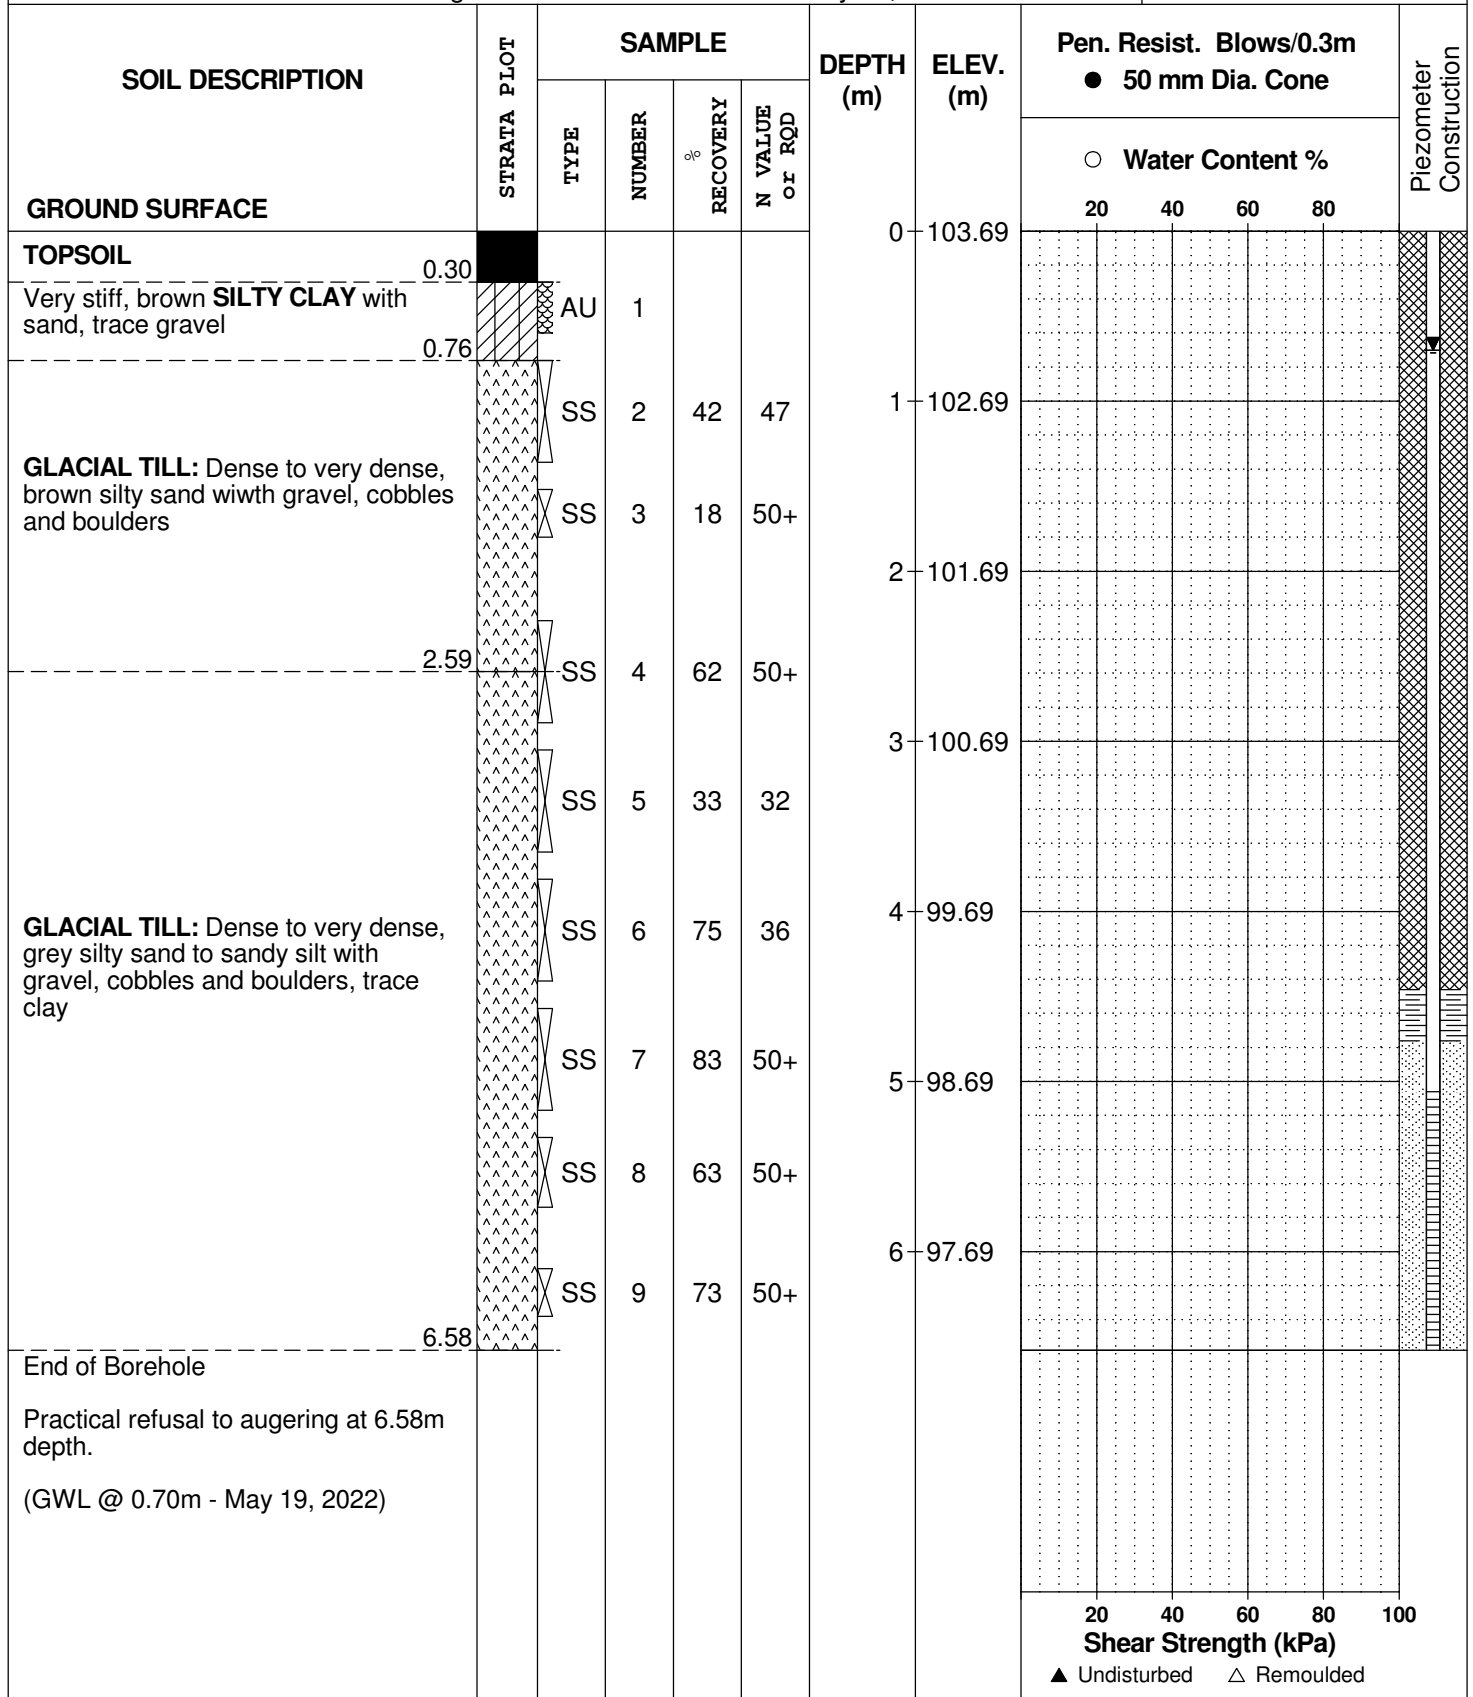 SOIL DESCRIPTION
GROUND SURFACE
STRATA PLOT
SAMPLE
TYPE
NUMBER
%
RECOVERY
N VALUE
or RQD
DEPTH
(m)
ELEV.
(m)
Pen. Resist. Blows/0.3m
● 50 mm Dia. Cone
○ Water Content %
20 40 60 80
Piezometer
Construction
0 103.69
TOPSOIL
0.30
Very stiff, brown SILTY CLAY with
sand, trace gravel
0.76
AU 1
SS 2 42 47
1 102.69
GLACIAL TILL: Dense to very dense,
brown silty sand wiwth gravel, cobbles
and boulders
SS 3 18 50+
2 101.69
2.59
SS 4 62 50+
3 100.69
SS 5 33 32
4 99.69
GLACIAL TILL: Dense to very dense,
grey silty sand to sandy silt with
gravel, cobbles and boulders, trace
clay
SS 6 75 36
SS 7 83 50+
5 98.69
SS 8 63 50+
6 97.69
SS 9 73 50+
6.58
End of Borehole
Practical refusal to augering at 6.58m
depth.
(GWL @ 0.70m - May 19, 2022)
20 40 60 80 100
Shear Strength (kPa)
▲ Undisturbed △ Remoulded